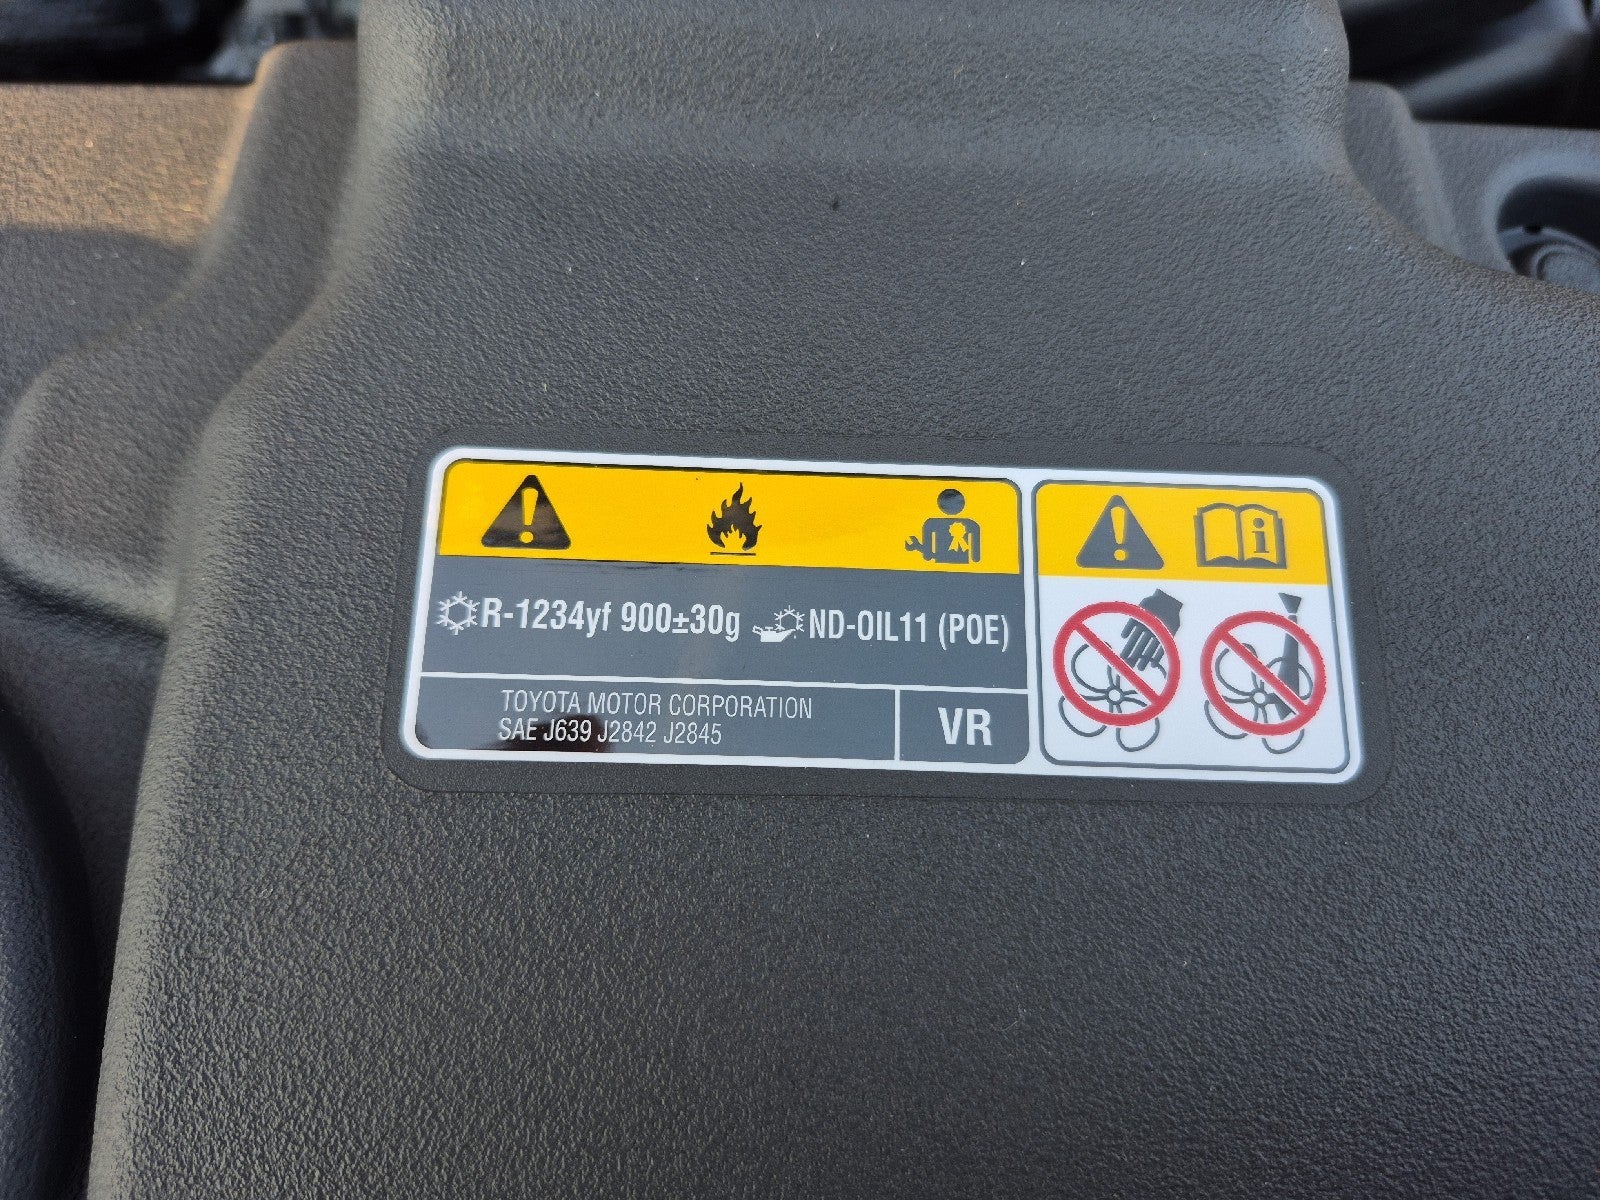 R-1234yf 900±30g ND-OIL11 (POE)
TOYOTA MOTOR CORPORATION
SAE J639 J2842 J2845
VR